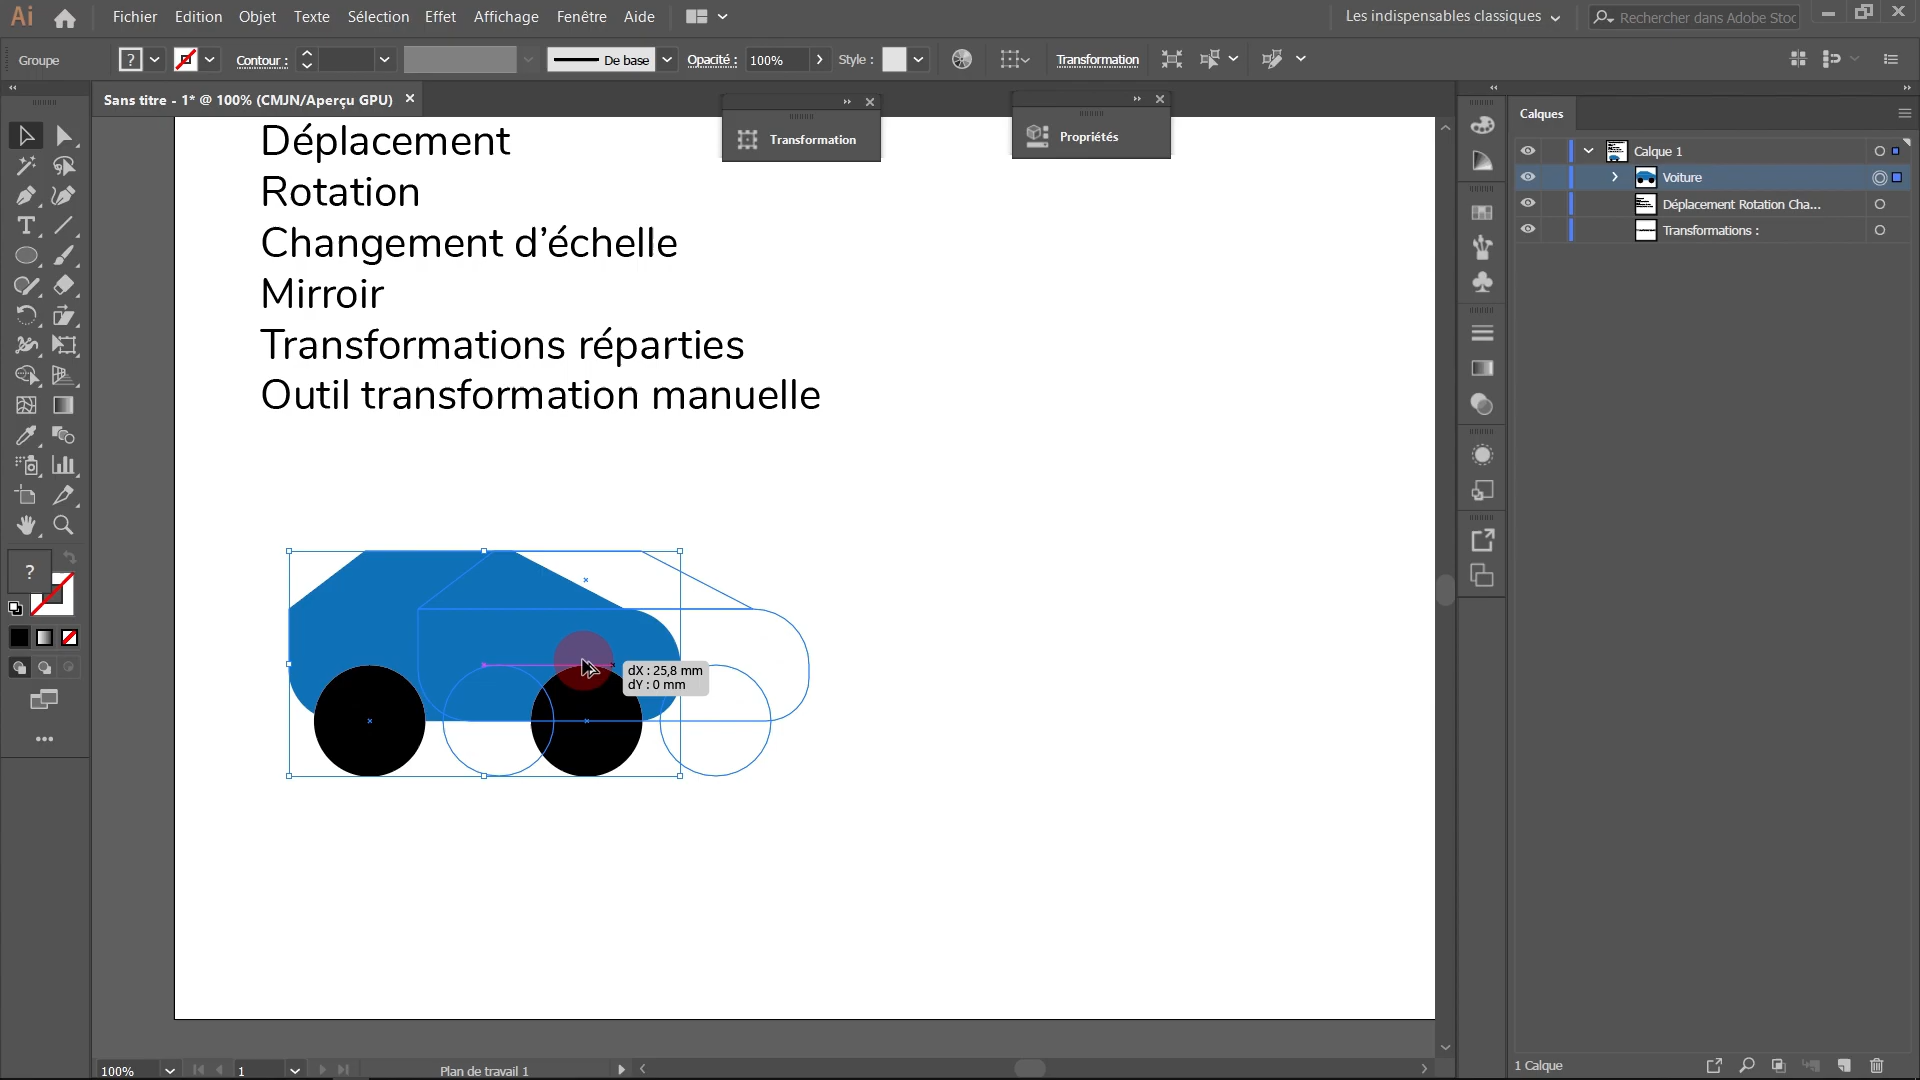 Ai Fichier Edition Objet Texte Sélection Effet Affichage Fenêtre Aide Les indispensables classiques Rechercher dans Adobe Stoc
Groupe ? Contour : De base Opacité : 100% Style : Transformation
Sans titre - 1* @ 100% (CMJN/Aperçu GPU)
Transformation
Propriétés
Calques
Calque 1
Voiture
Déplacement Rotation Cha...
Transformations :
Déplacement
Rotation
Changement d’échelle
Mirroir
Transformations réparties
Outil transformation manuelle
?
dX : 25,8 mm
dY : 0 mm
100% 1 Plan de travail 1
1 Calque